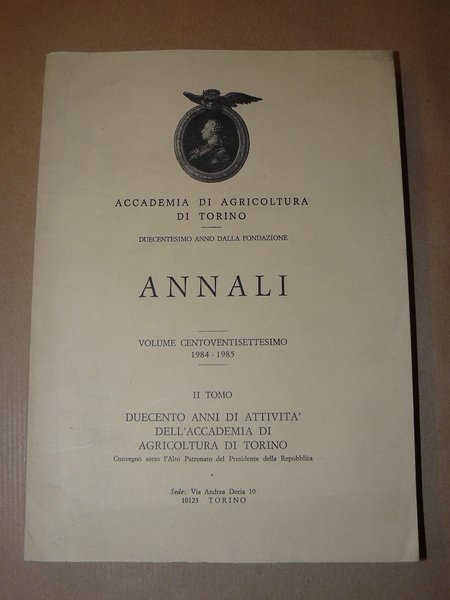 ACCADEMIA DI AGRICOLTURA
DI TORINO
DUECENTESIMO ANNO DALLA FONDAZIONE
ANNALI
VOLUME CENTOVENTISETTESIMO
1984 - 1985
II TOMO
DUECENTO ANNI DI ATTIVITA'
DELL'ACCADEMIA DI
AGRICOLTURA DI TORINO
Convegno sotto l'Alto Patronato del Presidente della Repubblica
Sede: Via Andrea Doria 10
10123 TORINO